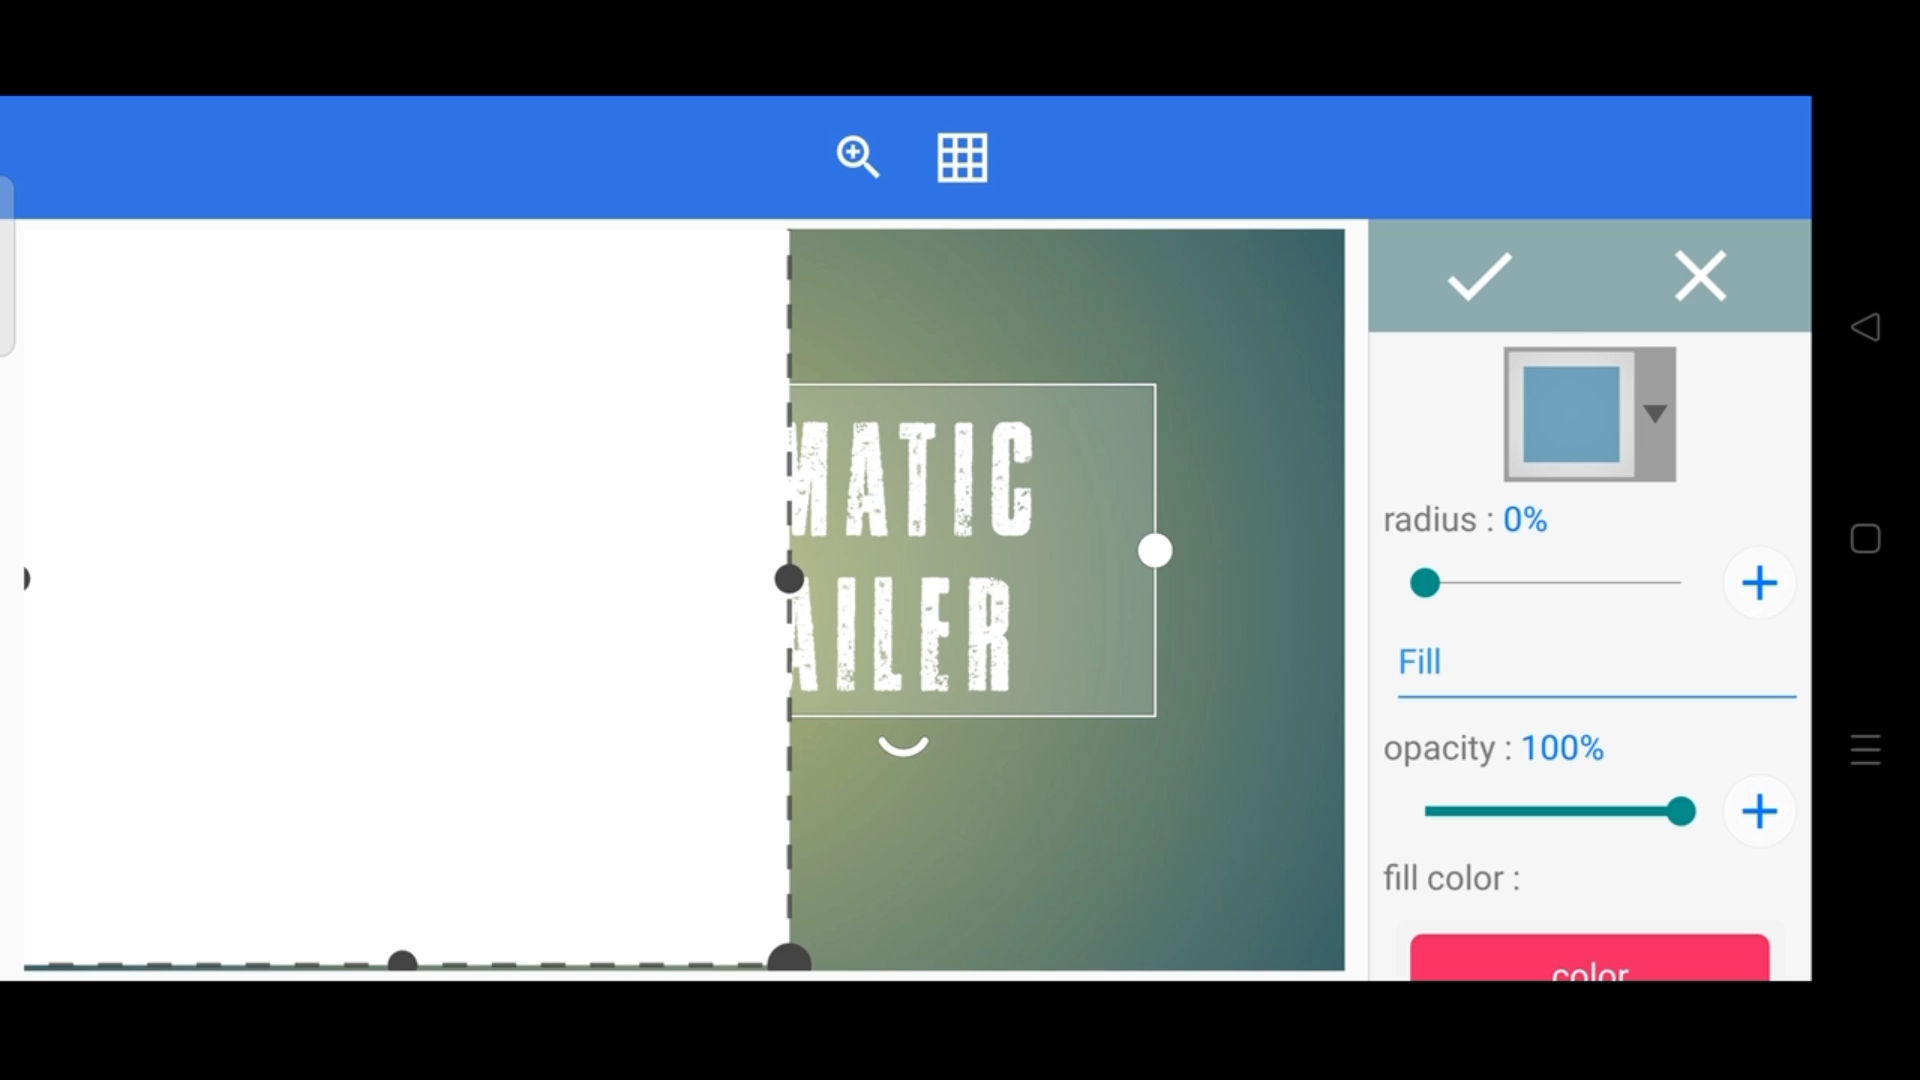 MATIC
AILER
radius : 0%
Fill
opacity : 100%
fill color :
color